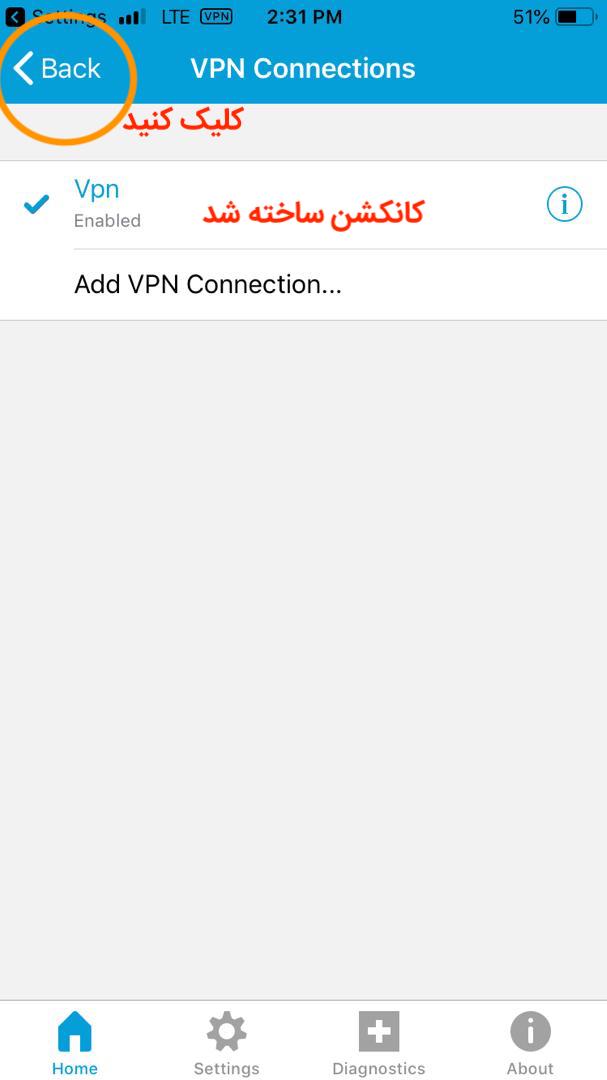 Settings LTE VPN 2:31 PM 51%
Back VPN Connections
کلیک کنید
Vpn
Enabled
کانکشن ساخته شد
Add VPN Connection...
Home Settings Diagnostics About